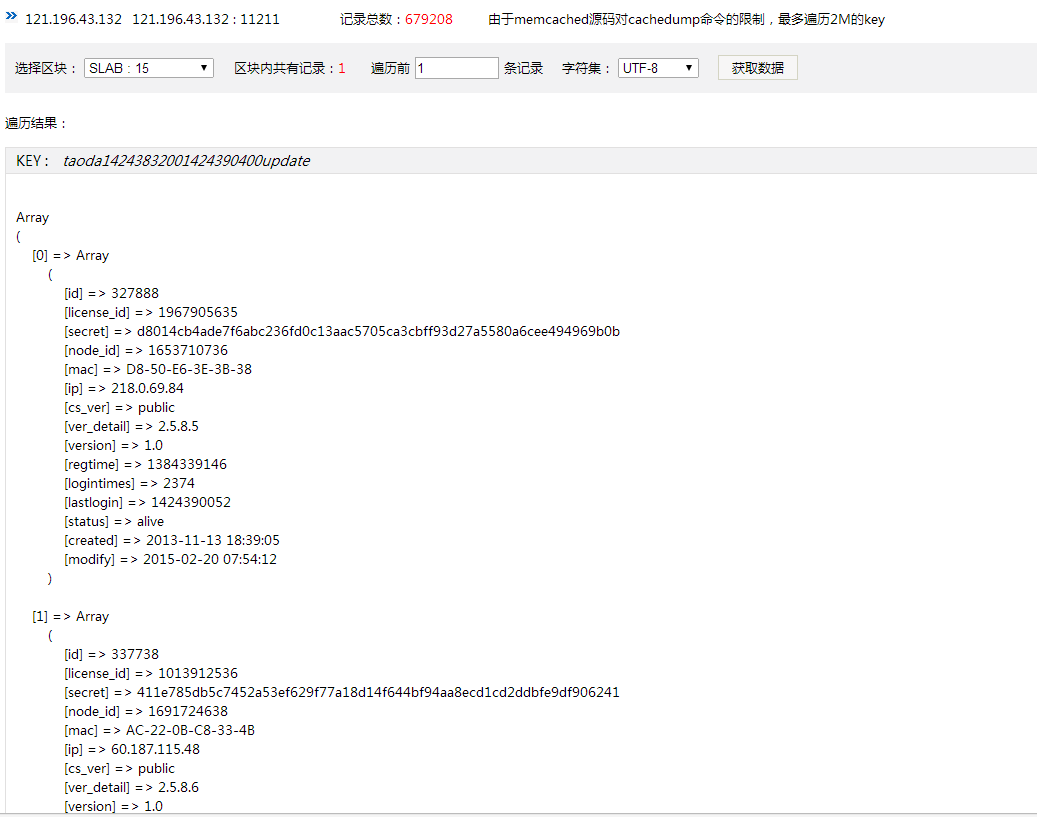 » 121.196.43.132 121.196.43.132 : 11211 记录总数：679208 由于memcached源码对cachedump命令的限制，最多遍历2M的key
选择区块： SLAB : 15 区块内共有记录：1 遍历前 1 条记录 字符集： UTF-8 获取数据
遍历结果：
KEY： taoda14243832001424390400update
Array
(
[0] => Array
(
[id] => 327888
[license_id] => 1967905635
[secret] => d8014cb4ade7f6abc236fd0c13aac5705ca3cbff93d27a5580a6cee494969b0b
[node_id] => 1653710736
[mac] => D8-50-E6-3E-3B-38
[ip] => 218.0.69.84
[cs_ver] => public
[ver_detail] => 2.5.8.5
[version] => 1.0
[regtime] => 1384339146
[logintimes] => 2374
[lastlogin] => 1424390052
[status] => alive
[created] => 2013-11-13 18:39:05
[modify] => 2015-02-20 07:54:12
)
[1] => Array
(
[id] => 337738
[license_id] => 1013912536
[secret] => 411e785db5c7452a53ef629f77a18d14f644bf94aa8ecd1cd2ddbfe9df906241
[node_id] => 1691724638
[mac] => AC-22-0B-C8-33-4B
[ip] => 60.187.115.48
[cs_ver] => public
[ver_detail] => 2.5.8.6
[version] => 1.0